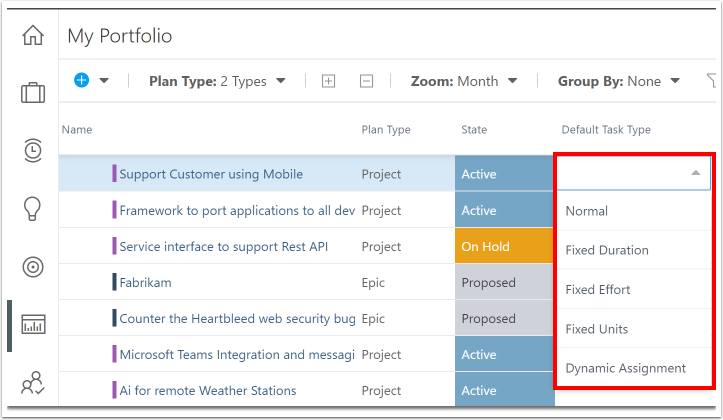 My Portfolio
Plan Type: 2 Types Zoom: Month Group By: None
Name Plan Type State Default Task Type
Support Customer using Mobile Project Active
Framework to port applications to all dev Project Active Normal
Service interface to support Rest API Project On Hold Fixed Duration
Fabrikam Epic Proposed Fixed Effort
Counter the Heartbleed web security bug Epic Proposed Fixed Units
Microsoft Teams Integration and messagi Project Active Dynamic Assignment
Ai for remote Weather Stations Project Active